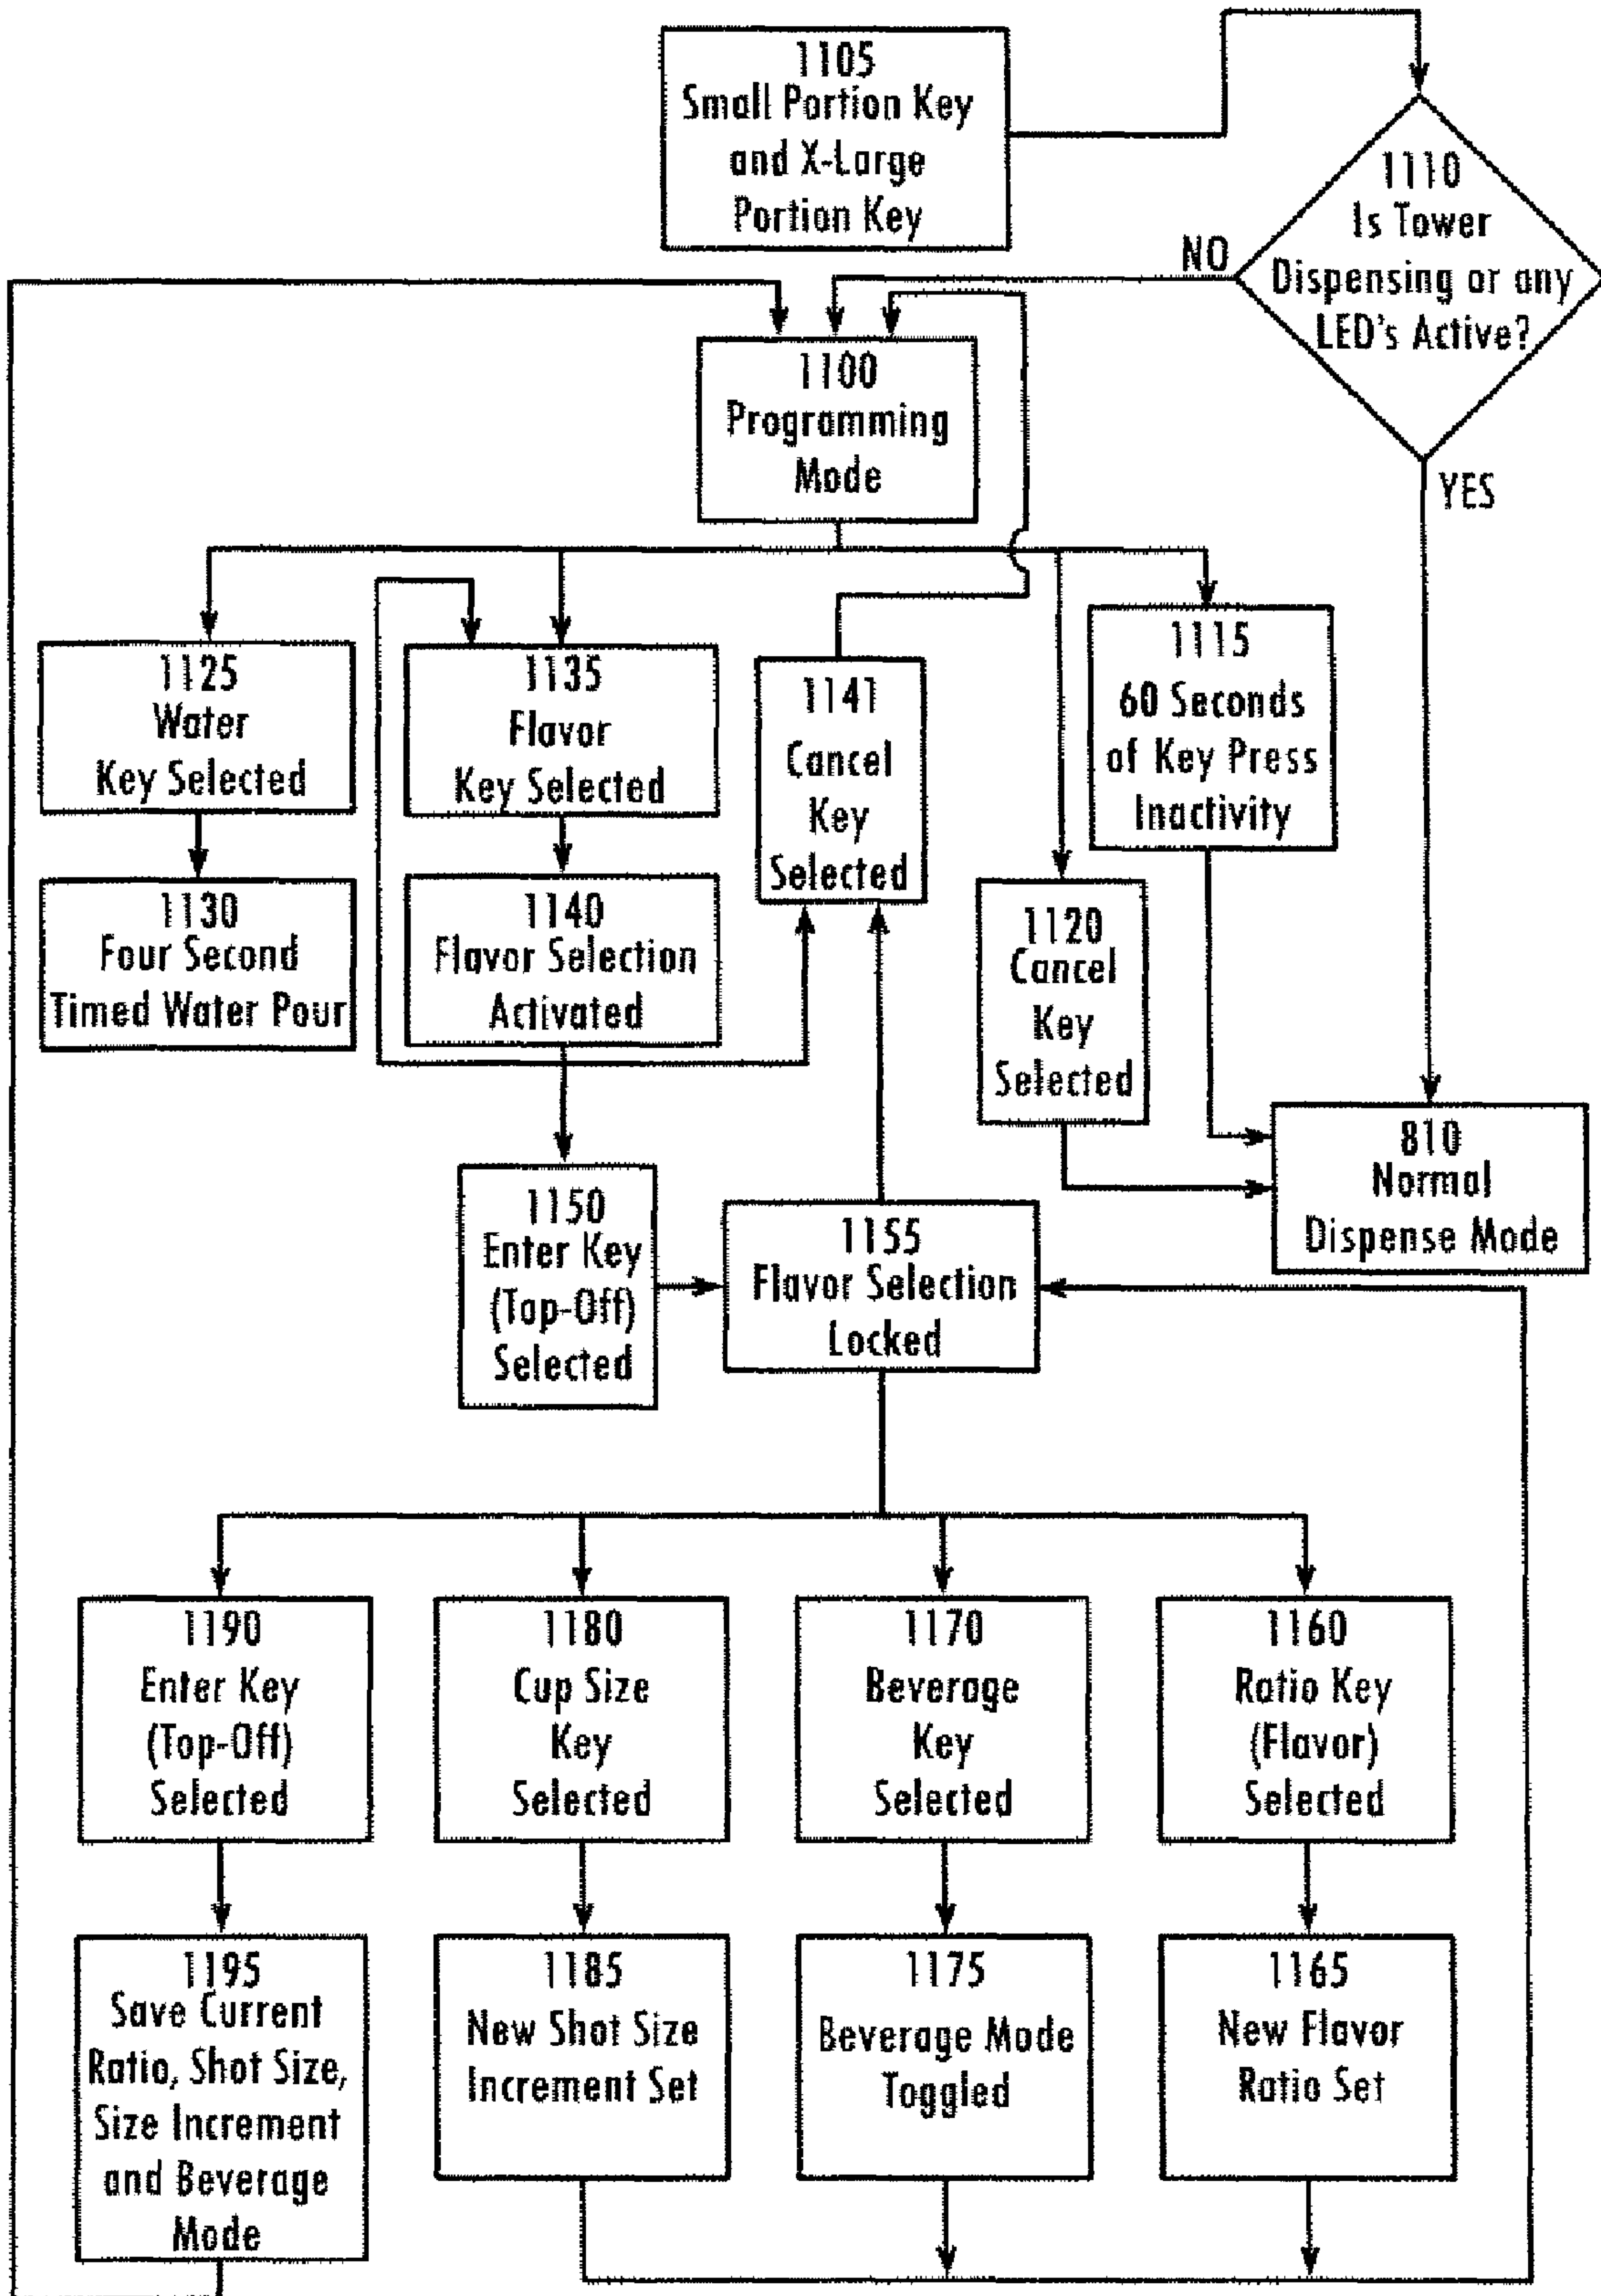 1105
Small Portion Key
and X-Large
Portion Key
1110
Is Tower
Dispensing or any
LED's Active?
NO
YES
1100
Programming
Mode
1125
Water
Key Selected
1135
Flavor
Key Selected
1141
Cancel
Key
Selected
1115
60 Seconds
of Key Press
Inactivity
1130
Four Second
Timed Water Pour
1140
Flavor Selection
Activated
1120
Cancel
Key
Selected
810
Normal
Dispense Mode
1150
Enter Key
(Top-Off)
Selected
1155
Flavor Selection
Locked
1190
Enter Key
(Top-Off)
Selected
1180
Cup Size
Key
Selected
1170
Beverage
Key
Selected
1160
Ratio Key
(Flavor)
Selected
1195
Save Current
Ratio, Shot Size,
Size Increment
and Beverage
Mode
1185
New Shot Size
Increment Set
1175
Beverage Mode
Toggled
1165
New Flavor
Ratio Set